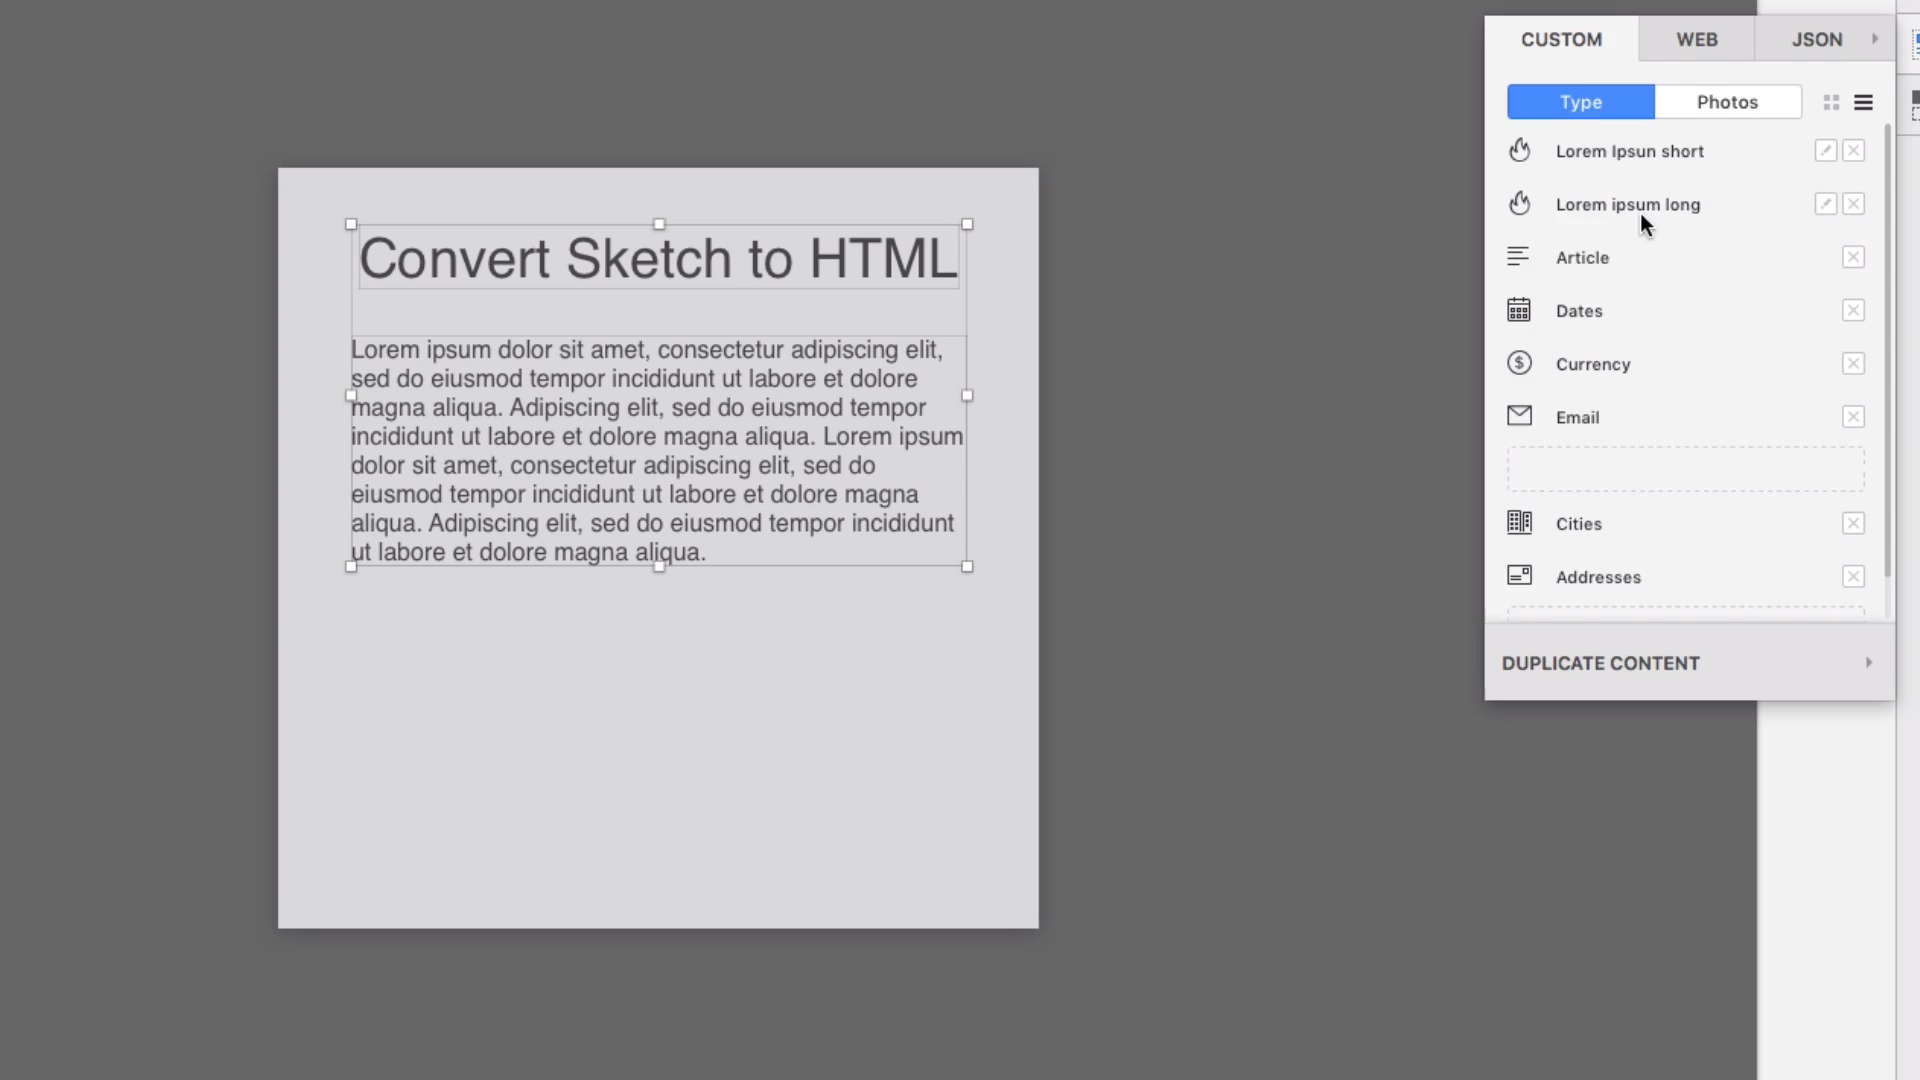 CUSTOM
WEB
JSON
Type
Photos
Lorem Ipsun short
Lorem ipsum long
Article
Dates
Currency
Email
Cities
Addresses
DUPLICATE CONTENT
Convert Sketch to HTML
Lorem ipsum dolor sit amet, consectetur adipiscing elit,
sed do eiusmod tempor incididunt ut labore et dolore
magna aliqua. Adipiscing elit, sed do eiusmod tempor
incididunt ut labore et dolore magna aliqua. Lorem ipsum
dolor sit amet, consectetur adipiscing elit, sed do
eiusmod tempor incididunt ut labore et dolore magna
aliqua. Adipiscing elit, sed do eiusmod tempor incididunt
ut labore et dolore magna aliqua.